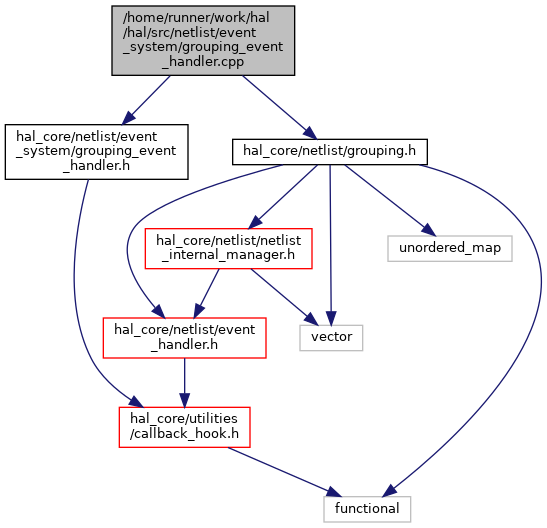 /home/runner/work/hal
/hal/src/netlist/event
_system/grouping_event
_handler.cpp
hal_core/netlist/event
_system/grouping_event
_handler.h
hal_core/netlist/grouping.h
hal_core/netlist/netlist
_internal_manager.h
unordered_map
hal_core/netlist/event
_handler.h
vector
hal_core/utilities
/callback_hook.h
functional